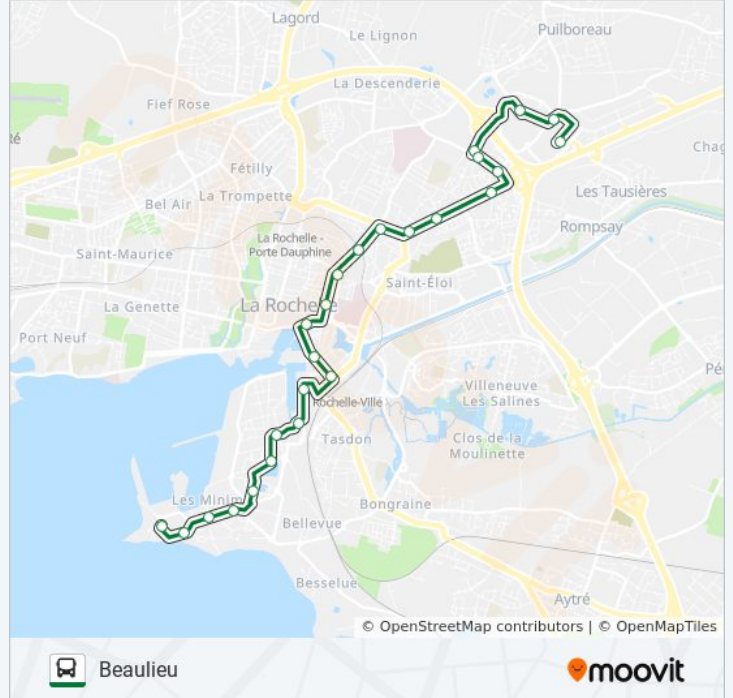 Lagord
Le Lignon
Puilboreau
La Descenderie
Fief Rose
Ré
Chag
Fétilly
La Trompette
Bel Air
Les Tausières
Rompsay
La Rochelle -
Porte Dauphine
Saint-Maurice
Saint-Éloi
La Genette
La Rochelle
Port Neuf
Pé
Villeneuve
Les Salines
Rochelle-Ville
Tasdon
Clos de la
Moulinette
Les Minim
Bongraine
Bellevue
Besselue
Aytré
© OpenStreetMap contributors | © OpenMapTiles
Beaulieu
moovit